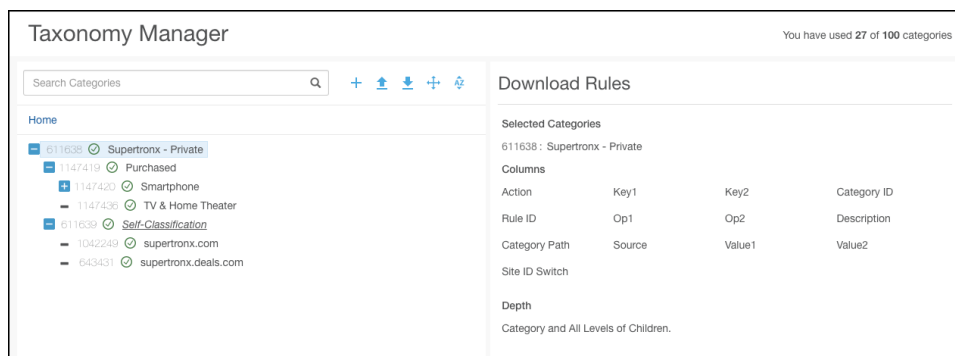 Taxonomy Manager
You have used 27 of 100 categories
Search Categories
AZ
Home
611638 Supertronx - Private
1147419 Purchased
1147420 Smartphone
1147436 TV & Home Theater
611639 Self-Classification
1042249 supertronx.com
643431 supertronx.deals.com
Download Rules
Selected Categories
611638 : Supertronx - Private
Columns
Action Key1 Key2 Category ID
Rule ID Op1 Op2 Description
Category Path Source Value1 Value2
Site ID Switch
Depth
Category and All Levels of Children.